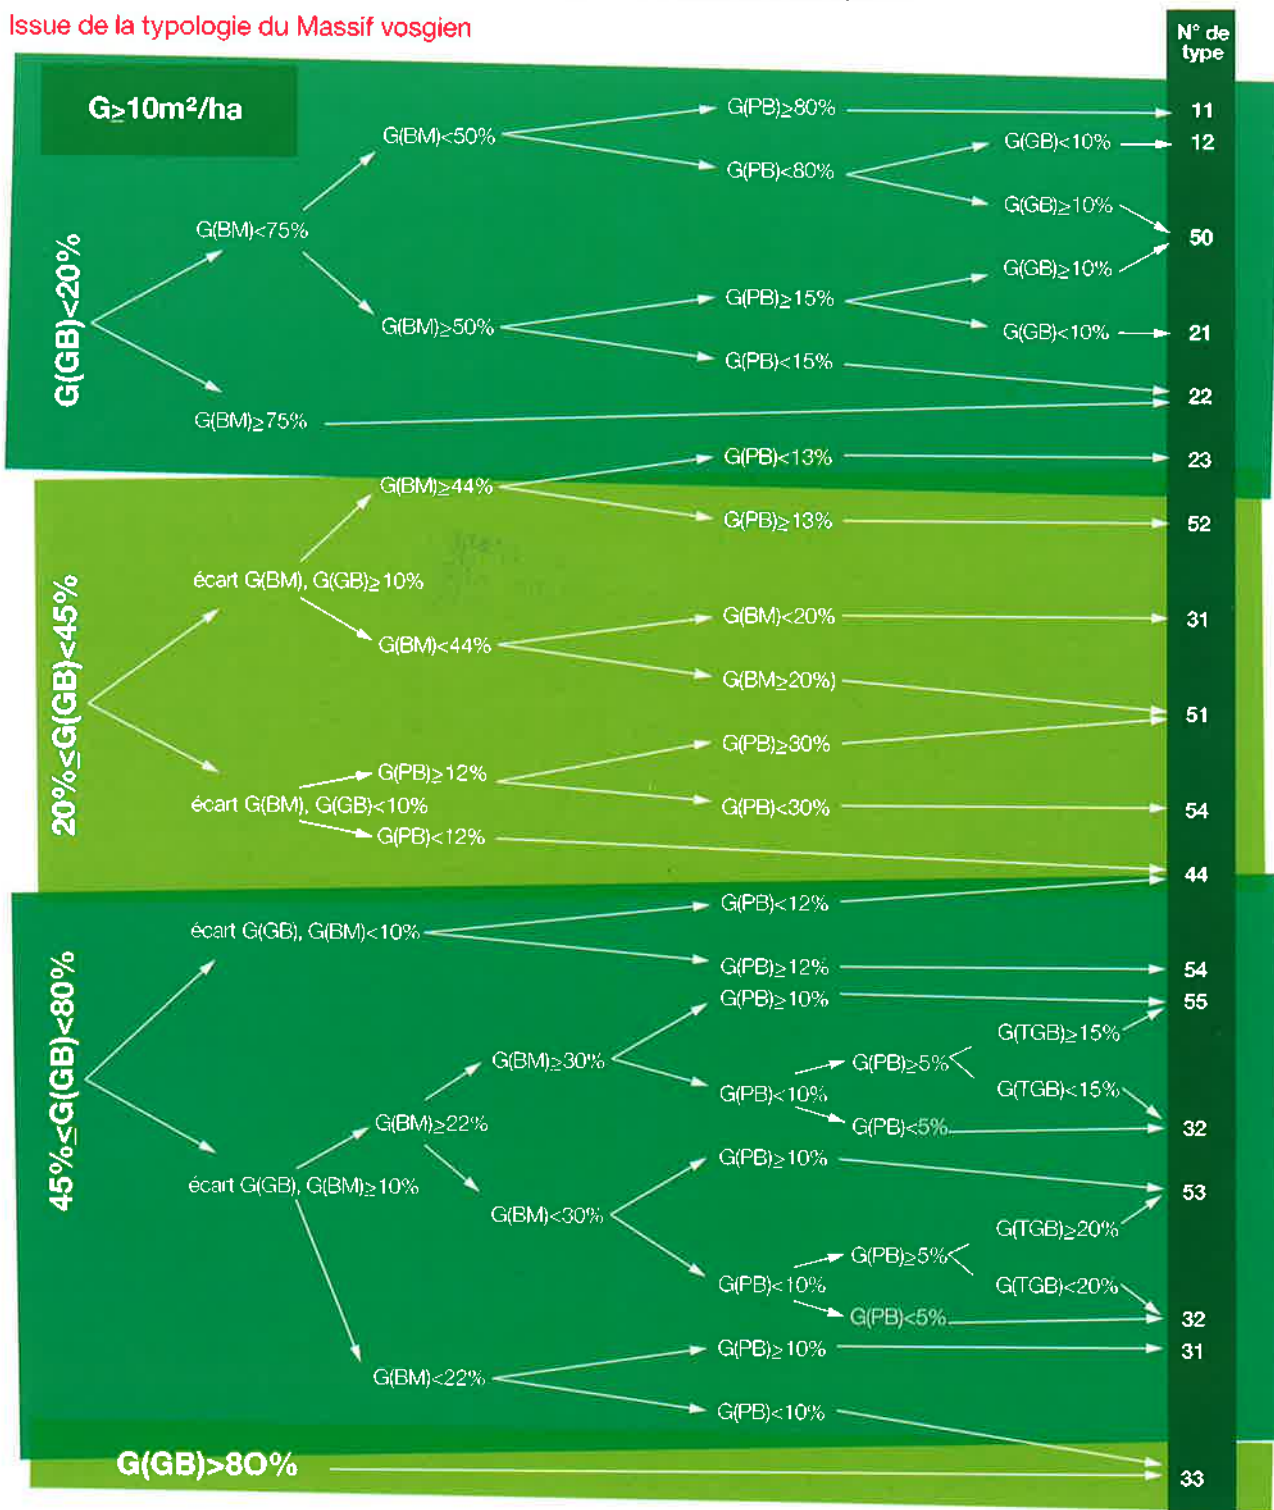 Issue de la typologie du Massif vosgien
N° de
type
G≥10m²/ha
G(GB)<20%
G(PB)≥80%
11
G(BM)<50%
G(GB)<10%
12
G(PB)<80%
G(GB)≥10%
G(BM)<75%
50
G(GB)≥10%
G(PB)≥15%
G(BM)≥50%
G(GB)<10%
21
G(PB)<15%
22
G(BM)≥75%
G(PB)<13%
23
20%≤G(GB)<45%
G(BM)≥44%
G(PB)≥13%
52
écart G(BM), G(GB)≥10%
G(BM)<20%
31
G(BM)<44%
G(BM≥20%)
51
G(PB)≥30%
G(PB)≥12%
écart G(BM), G(GB)<10%
G(PB)<30%
54
G(PB)<12%
44
45%≤G(GB)<80%
G(PB)<12%
écart G(GB), G(BM)<10%
G(PB)≥12%
54
G(PB)≥10%
55
G(TGB)≥15%
G(BM)≥30%
G(PB)≥5%
G(PB)<10%
G(TGB)<15%
G(BM)≥22%
G(PB)<5%
32
G(PB)≥10%
écart G(GB), G(BM)≥10%
53
G(BM)<30%
G(TGB)≥20%
G(PB)≥5%
G(PB)<10%
G(TGB)<20%
G(PB)<5%
32
G(PB)≥10%
31
G(BM)<22%
G(PB)<10%
G(GB)>80%
33